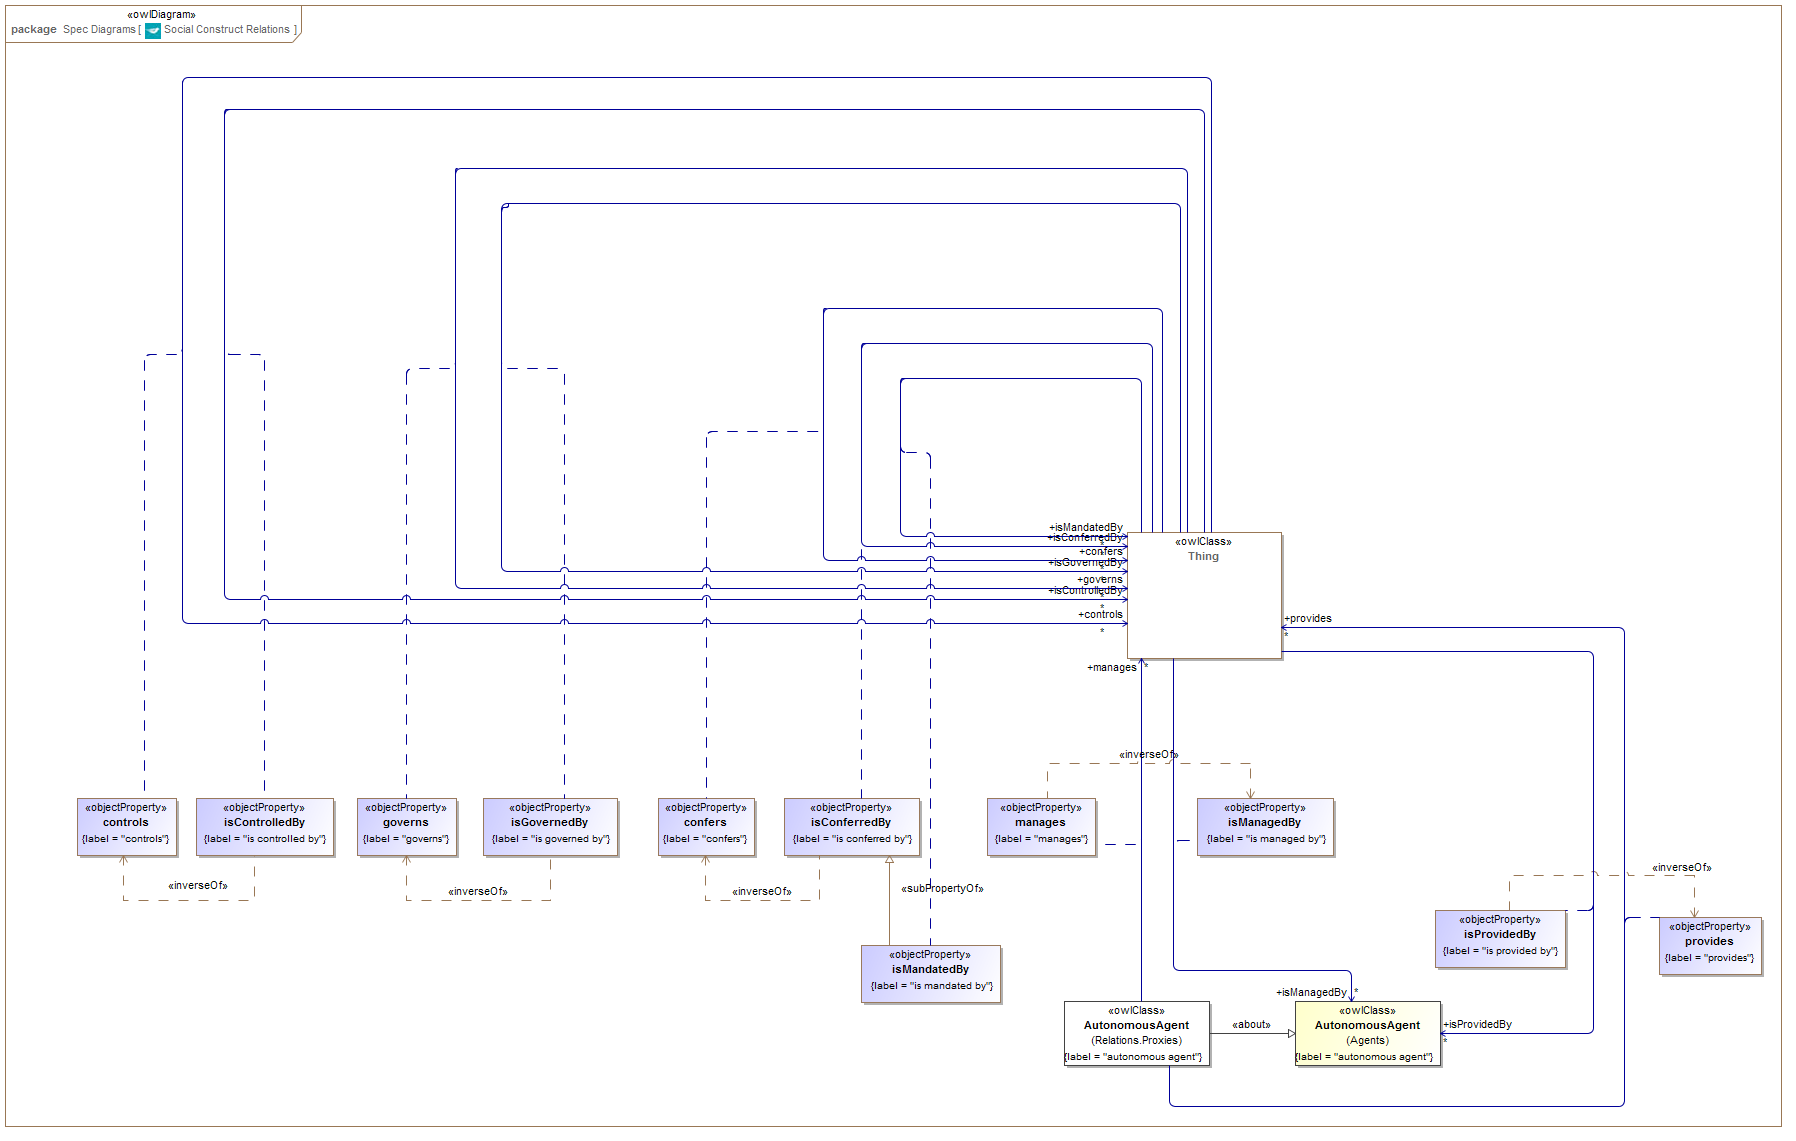 «owlDiagram»
package Spec Diagrams [ Social Construct Relations ]
+isMandatedBy
+isConferredBy
*
+confers
*
+isGovernedBy
*
+governs
*
+isControlledBy
*
*
+controls
*
«owlClass»
Thing
+provides
*
+manages *
«inverseOf»
«objectProperty»
controls
{label = "controls"}
«objectProperty»
isControlledBy
{label = "is controlled by"}
«objectProperty»
governs
{label = "governs"}
«objectProperty»
isGovernedBy
{label = "is governed by"}
«objectProperty»
confers
{label = "confers"}
«objectProperty»
isConferredBy
{label = "is conferred by"}
«objectProperty»
manages
{label = "manages"}
«objectProperty»
isManagedBy
{label = "is managed by"}
«inverseOf»
«inverseOf»
«inverseOf»
«subPropertyOf»
«inverseOf»
«objectProperty»
isProvidedBy
{label = "is provided by"}
«objectProperty»
provides
{label = "provides"}
«objectProperty»
isMandatedBy
{label = "is mandated by"}
+isManagedBy *
«owlClass»
AutonomousAgent
(Relations.Proxies)
{label = "autonomous agent"}
«about»
«owlClass»
AutonomousAgent
(Agents)
{label = "autonomous agent"}
+isProvidedBy
*